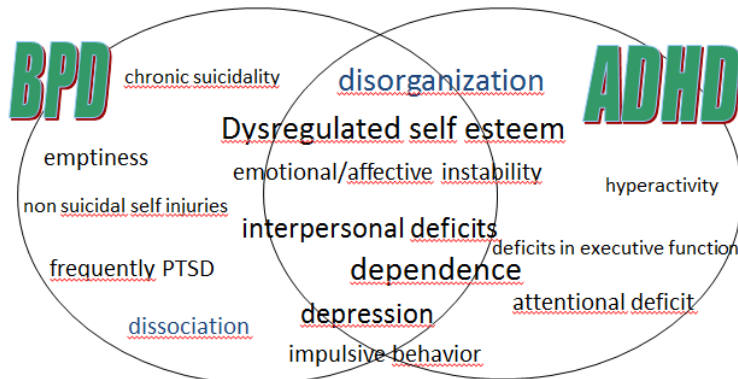 BPD
ADHD
chronic suicidality
disorganization
Dysregulated self esteem
emptiness
emotional/affective instability
hyperactivity
non suicidal self injuries
interpersonal deficits
deficits in executive function
frequently PTSD
dependence
attentional deficit
dissociation
depression
impulsive behavior